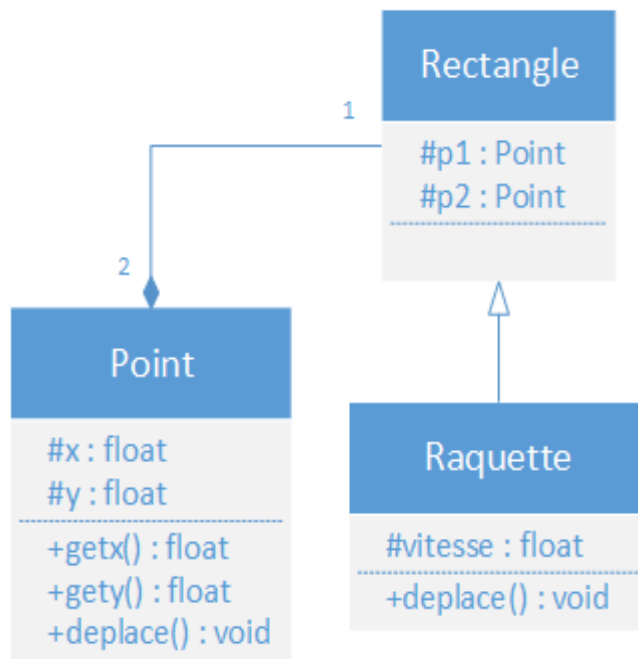 Rectangle
#p1 : Point
#p2 : Point
1
2
Point
#x : float
#y : float
+getx() : float
+gety() : float
+deplace() : void
Raquette
#vitesse : float
+deplace() : void